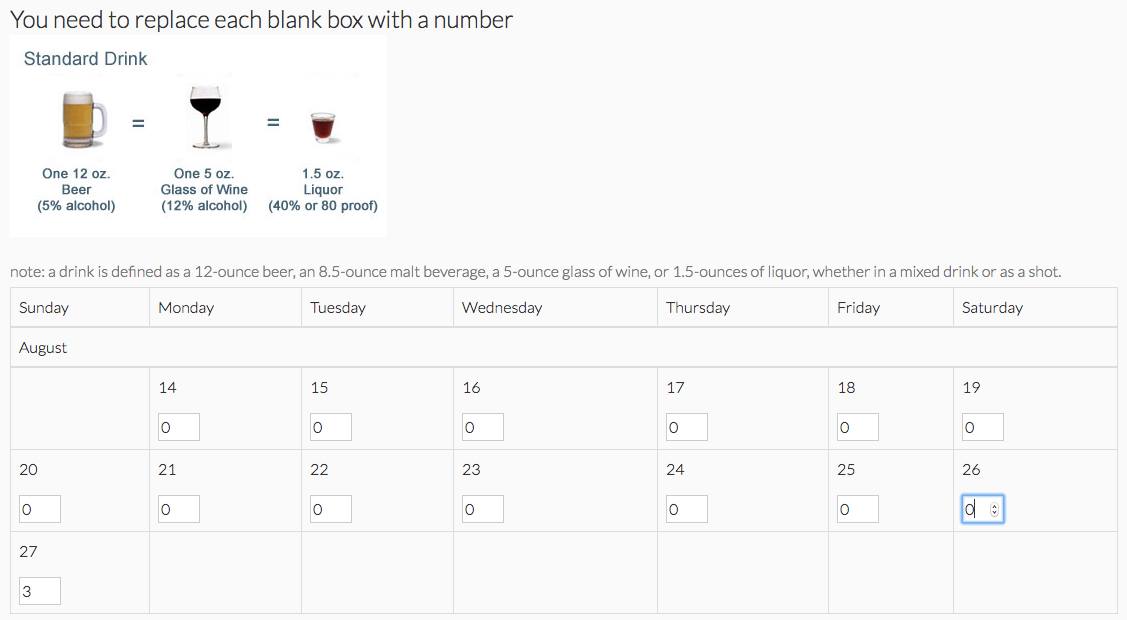 You need to replace each blank box with a number
Standard Drink
= =
One 12 oz. One 5 oz. 1.5 oz.
Beer Glass of Wine Liquor
(5% alcohol) (12% alcohol) (40% or 80 proof)
note: a drink is defined as a 12-ounce beer, an 8.5-ounce malt beverage, a 5-ounce glass of wine, or 1.5-ounces of liquor, whether in a mixed drink or as a shot.
Sunday Monday Tuesday Wednesday Thursday Friday Saturday
August
14 15 16 17 18 19
0 0 0 0 0 0
20 21 22 23 24 25 26
0 0 0 0 0 0 0
27
3